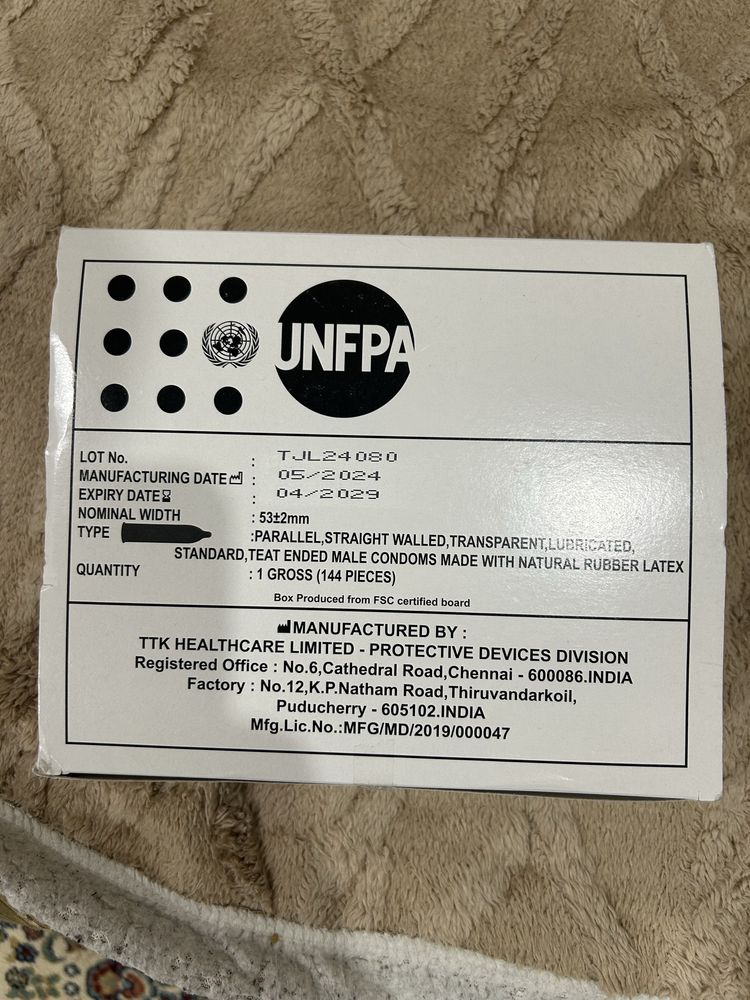 UNFPA
LOT No. : TJL24080
MANUFACTURING DATE : 05/2024
EXPIRY DATE : 04/2029
NOMINAL WIDTH : 53±2mm
TYPE :PARALLEL,STRAIGHT WALLED,TRANSPARENT,LUBRICATED,
STANDARD,TEAT ENDED MALE CONDOMS MADE WITH NATURAL RUBBER LATEX
QUANTITY : 1 GROSS (144 PIECES)
Box Produced from FSC certified board
MANUFACTURED BY :
TTK HEALTHCARE LIMITED - PROTECTIVE DEVICES DIVISION
Registered Office : No.6,Cathedral Road,Chennai - 600086.INDIA
Factory : No.12,K.P.Natham Road,Thiruvandarkoil,
Puducherry - 605102.INDIA
Mfg.Lic.No.:MFG/MD/2019/000047